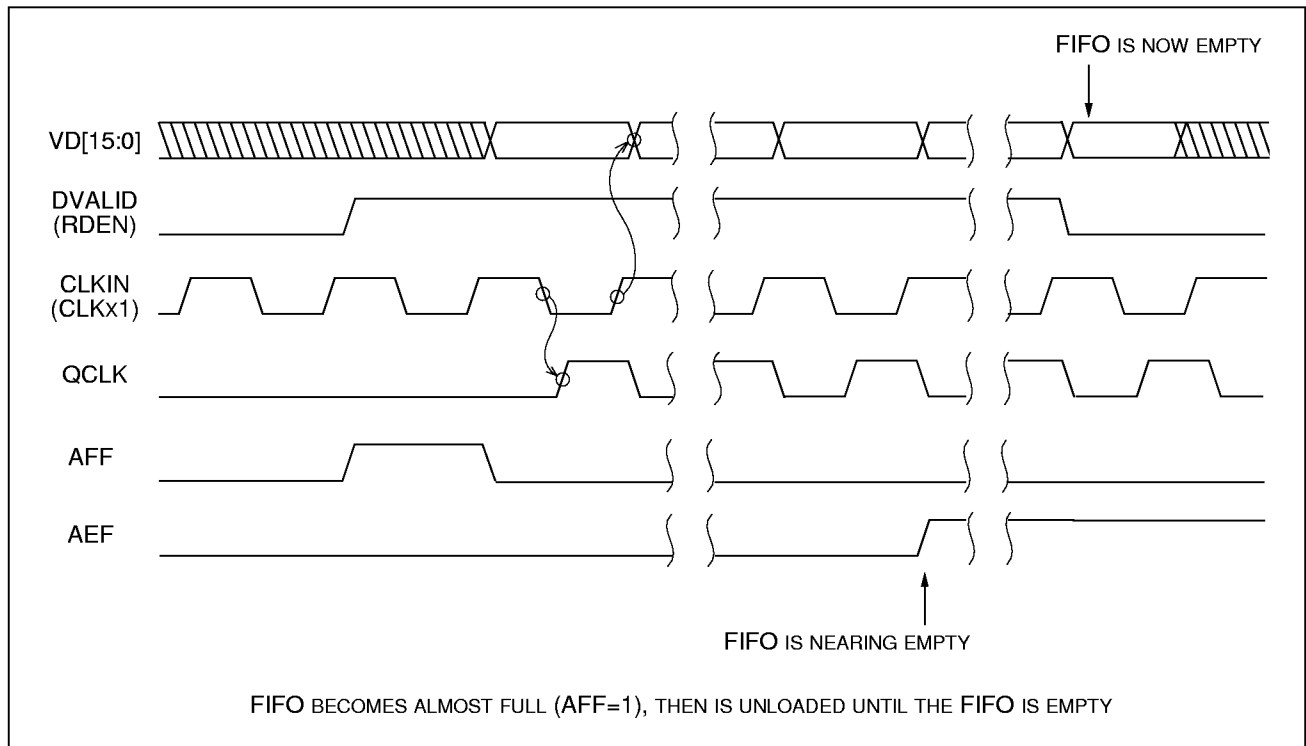 FIFO IS NOW EMPTY
VD[15:0]
DVALID
(RDEN)
CLKIN
(CLKX1)
QCLK
AFF
AEF
FIFO IS NEARING EMPTY
FIFO BECOMES ALMOST FULL (AFF=1), THEN IS UNLOADED UNTIL THE FIFO IS EMPTY